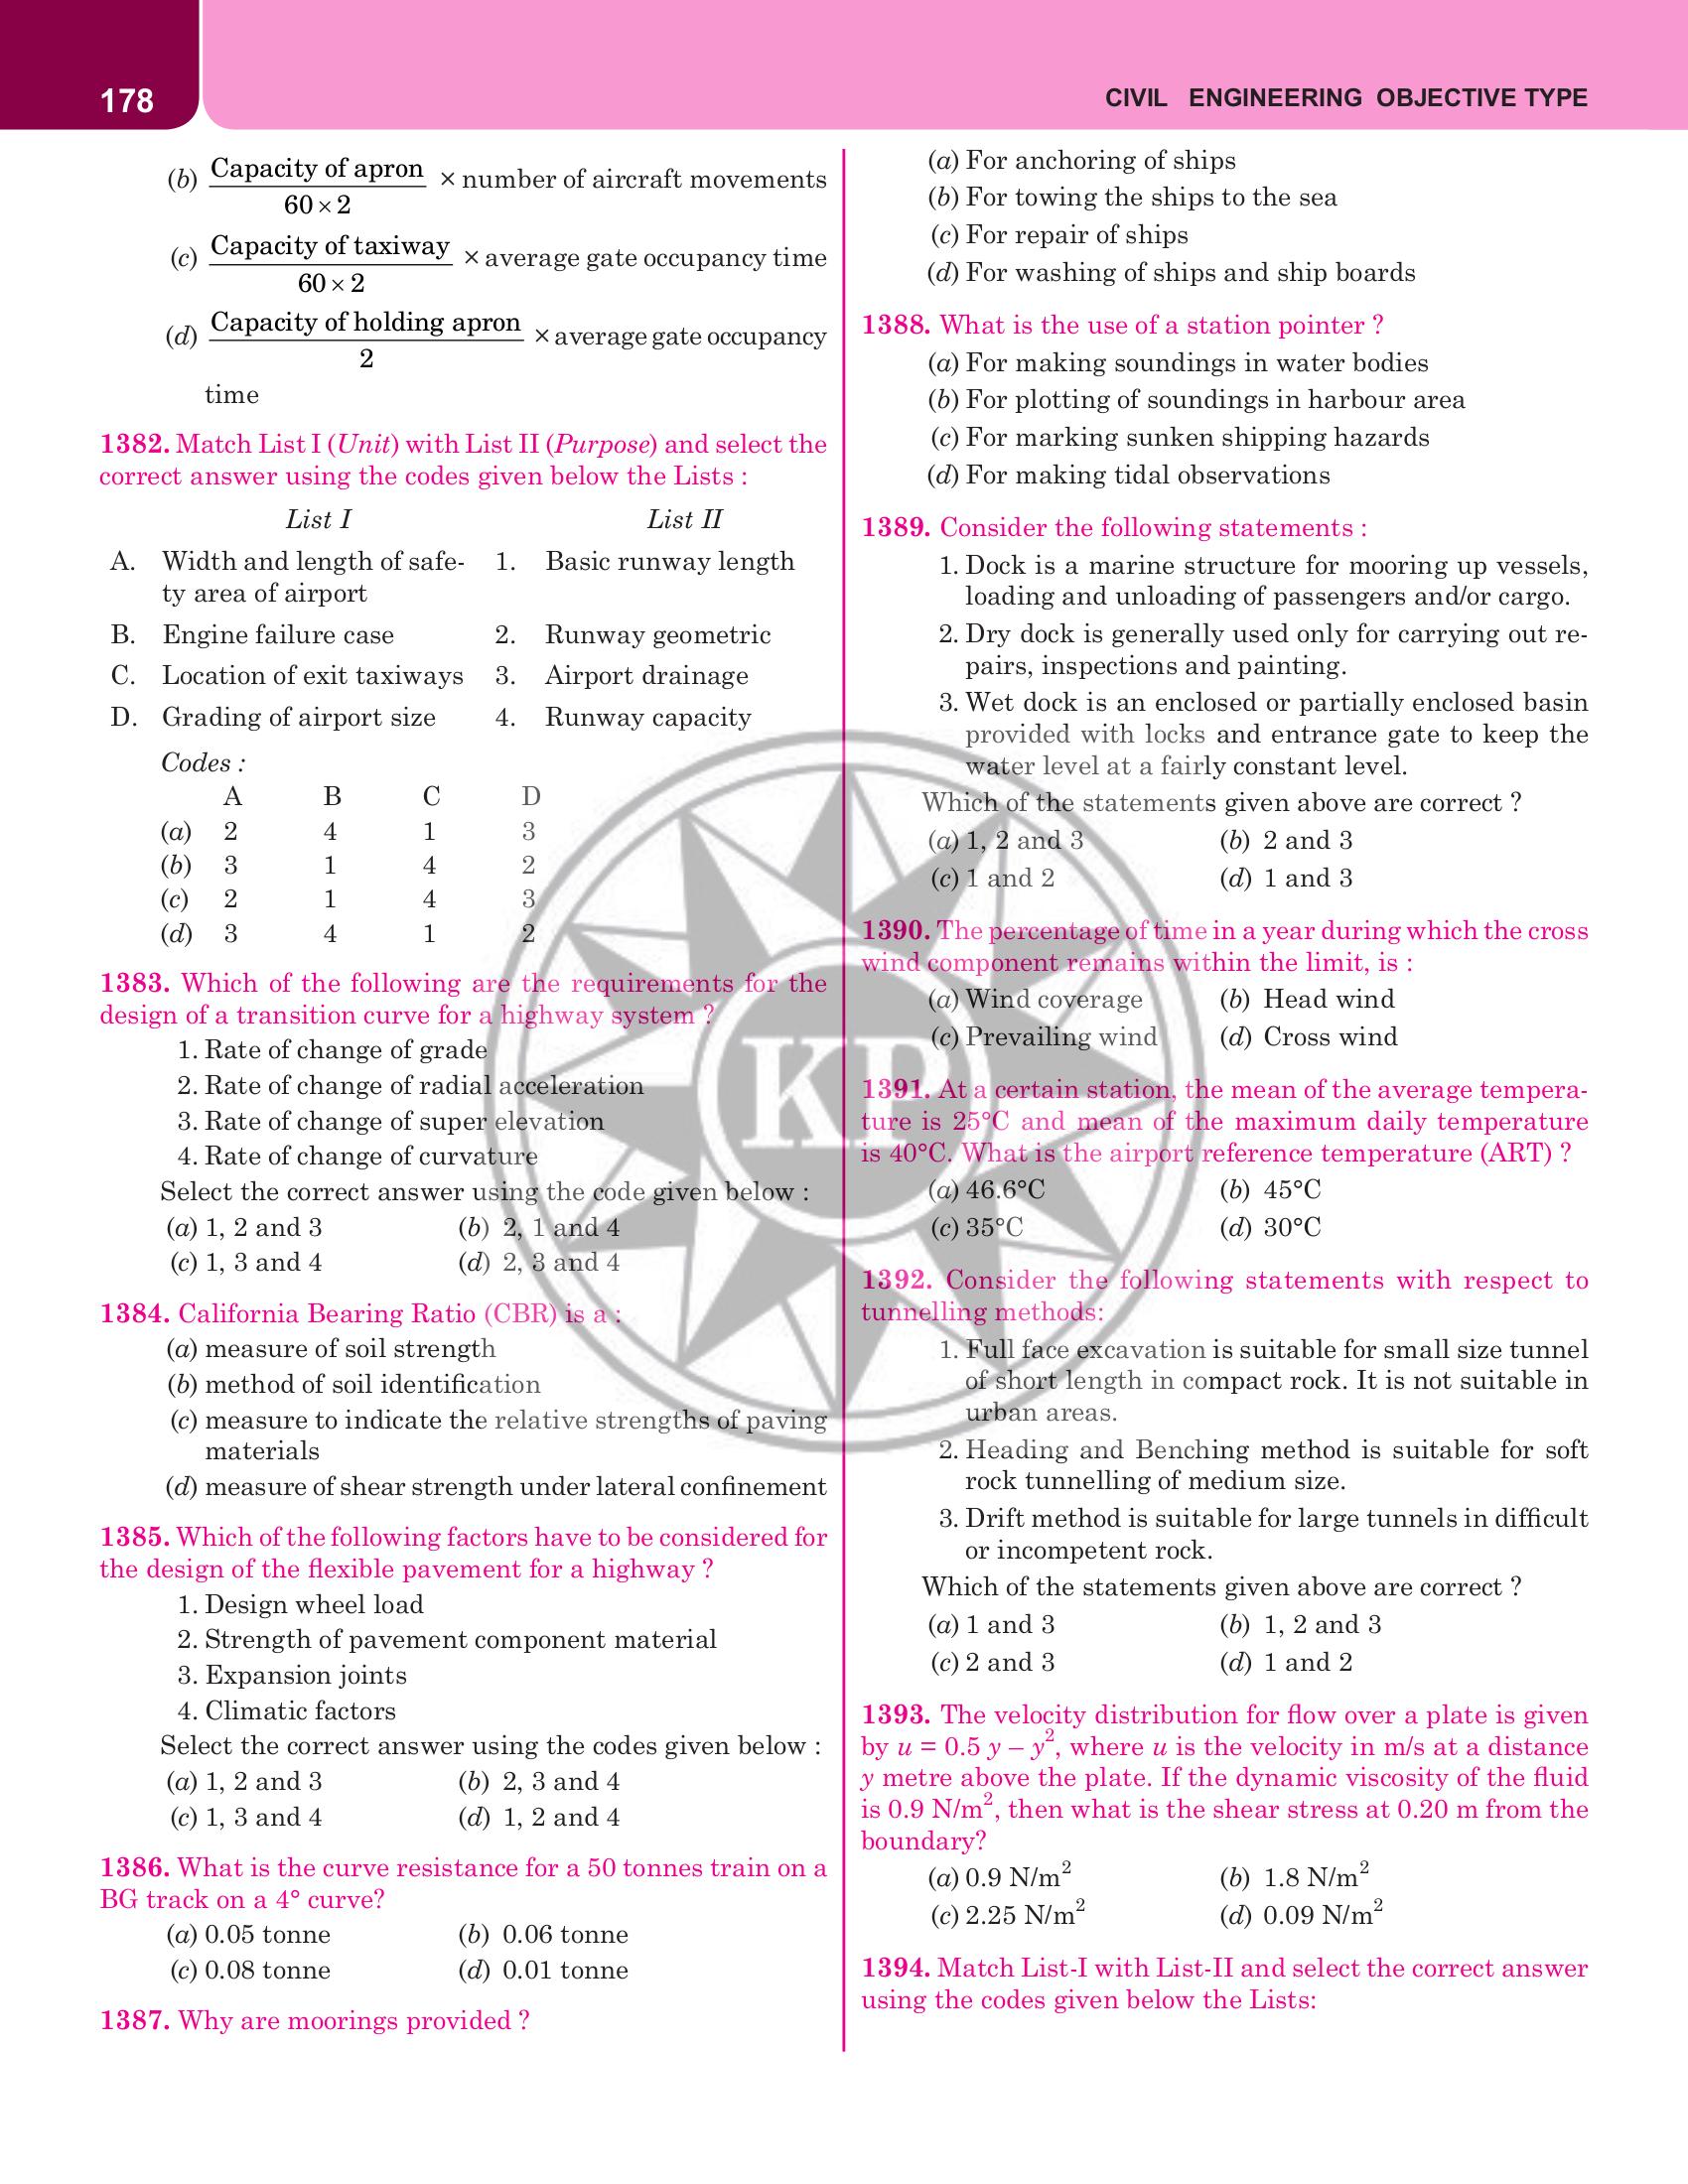 178
CIVIL ENGINEERING OBJECTIVE TYPE
(b) Capacity of apron / 60 × 2 × number of aircraft movements
(c) Capacity of taxiway / 60 × 2 × average gate occupancy time
(d) Capacity of holding apron / 2 × average gate occupancy
time
1382. Match List I (Unit) with List II (Purpose) and select the
correct answer using the codes given below the Lists :
List I List II
A. Width and length of safe- 1. Basic runway length
ty area of airport
B. Engine failure case 2. Runway geometric
C. Location of exit taxiways 3. Airport drainage
D. Grading of airport size 4. Runway capacity
Codes :
A B C D
(a) 2 4 1 3
(b) 3 1 4 2
(c) 2 1 4 3
(d) 3 4 1 2
1383. Which of the following are the requirements for the
design of a transition curve for a highway system ?
1. Rate of change of grade
2. Rate of change of radial acceleration
3. Rate of change of super elevation
4. Rate of change of curvature
Select the correct answer using the code given below :
(a) 1, 2 and 3 (b) 2, 1 and 4
(c) 1, 3 and 4 (d) 2, 3 and 4
1384. California Bearing Ratio (CBR) is a :
(a) measure of soil strength
(b) method of soil identification
(c) measure to indicate the relative strengths of paving
materials
(d) measure of shear strength under lateral confinement
1385. Which of the following factors have to be considered for
the design of the flexible pavement for a highway ?
1. Design wheel load
2. Strength of pavement component material
3. Expansion joints
4. Climatic factors
Select the correct answer using the codes given below :
(a) 1, 2 and 3 (b) 2, 3 and 4
(c) 1, 3 and 4 (d) 1, 2 and 4
1386. What is the curve resistance for a 50 tonnes train on a
BG track on a 4° curve?
(a) 0.05 tonne (b) 0.06 tonne
(c) 0.08 tonne (d) 0.01 tonne
1387. Why are moorings provided ?
(a) For anchoring of ships
(b) For towing the ships to the sea
(c) For repair of ships
(d) For washing of ships and ship boards
1388. What is the use of a station pointer ?
(a) For making soundings in water bodies
(b) For plotting of soundings in harbour area
(c) For marking sunken shipping hazards
(d) For making tidal observations
1389. Consider the following statements :
1. Dock is a marine structure for mooring up vessels,
loading and unloading of passengers and/or cargo.
2. Dry dock is generally used only for carrying out re-
pairs, inspections and painting.
3. Wet dock is an enclosed or partially enclosed basin
provided with locks and entrance gate to keep the
water level at a fairly constant level.
Which of the statements given above are correct ?
(a) 1, 2 and 3 (b) 2 and 3
(c) 1 and 2 (d) 1 and 3
1390. The percentage of time in a year during which the cross
wind component remains within the limit, is :
(a) Wind coverage (b) Head wind
(c) Prevailing wind (d) Cross wind
1391. At a certain station, the mean of the average tempera-
ture is 25°C and mean of the maximum daily temperature
is 40°C. What is the airport reference temperature (ART) ?
(a) 46.6°C (b) 45°C
(c) 35°C (d) 30°C
1392. Consider the following statements with respect to
tunnelling methods:
1. Full face excavation is suitable for small size tunnel
of short length in compact rock. It is not suitable in
urban areas.
2. Heading and Benching method is suitable for soft
rock tunnelling of medium size.
3. Drift method is suitable for large tunnels in difficult
or incompetent rock.
Which of the statements given above are correct ?
(a) 1 and 3 (b) 1, 2 and 3
(c) 2 and 3 (d) 1 and 2
1393. The velocity distribution for flow over a plate is given
by u = 0.5 y – y², where u is the velocity in m/s at a distance
y metre above the plate. If the dynamic viscosity of the fluid
is 0.9 N/m², then what is the shear stress at 0.20 m from the
boundary?
(a) 0.9 N/m² (b) 1.8 N/m²
(c) 2.25 N/m² (d) 0.09 N/m²
1394. Match List-I with List-II and select the correct answer
using the codes given below the Lists:
KP